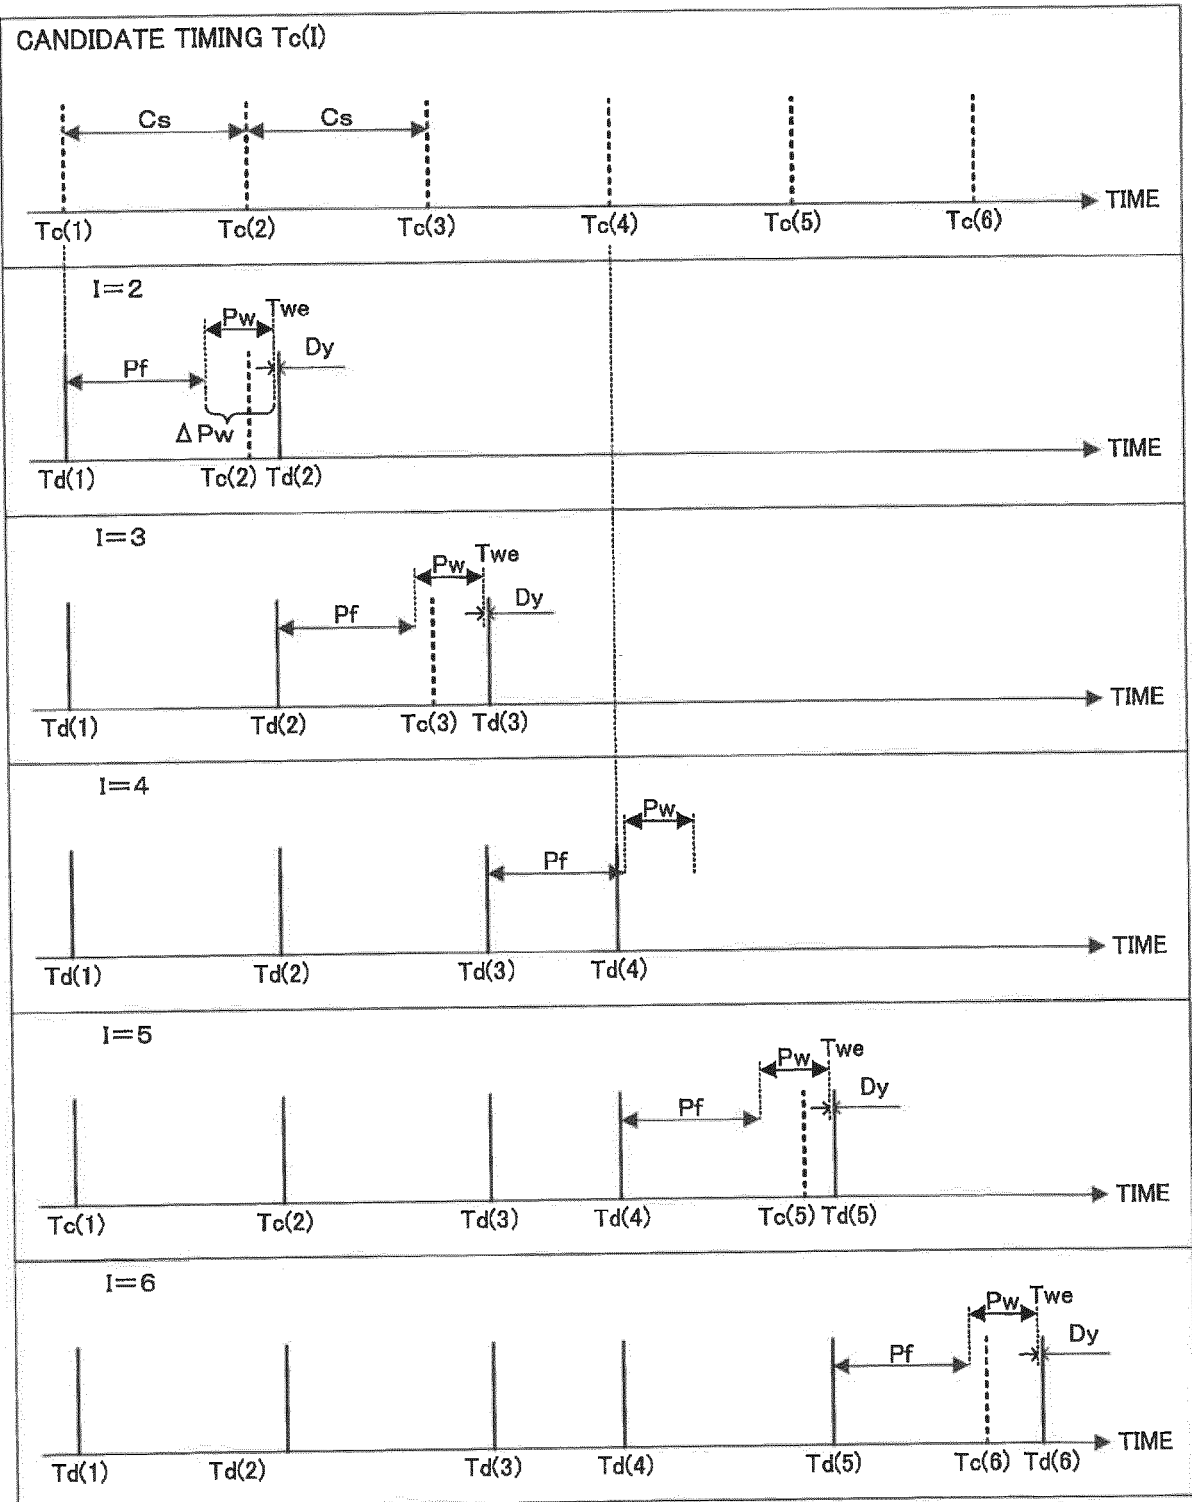 CANDIDATE TIMING Tc(I)
Cs Cs
TIME
Tc(1) Tc(2) Tc(3) Tc(4) Tc(5) Tc(6)
I=2
Pw Twe
Pf Dy
ΔPw
TIME
Td(1) Tc(2) Td(2)
I=3
Pw Twe
Pf Dy
TIME
Td(1) Td(2) Tc(3) Td(3)
I=4
Pw
Pf
TIME
Td(1) Td(2) Td(3) Td(4)
I=5
Pw Twe
Pf Dy
TIME
Tc(1) Tc(2) Td(3) Td(4) Tc(5) Td(5)
I=6
Pw Twe
Pf Dy
TIME
Td(1) Td(2) Td(3) Td(4) Td(5) Tc(6) Td(6)